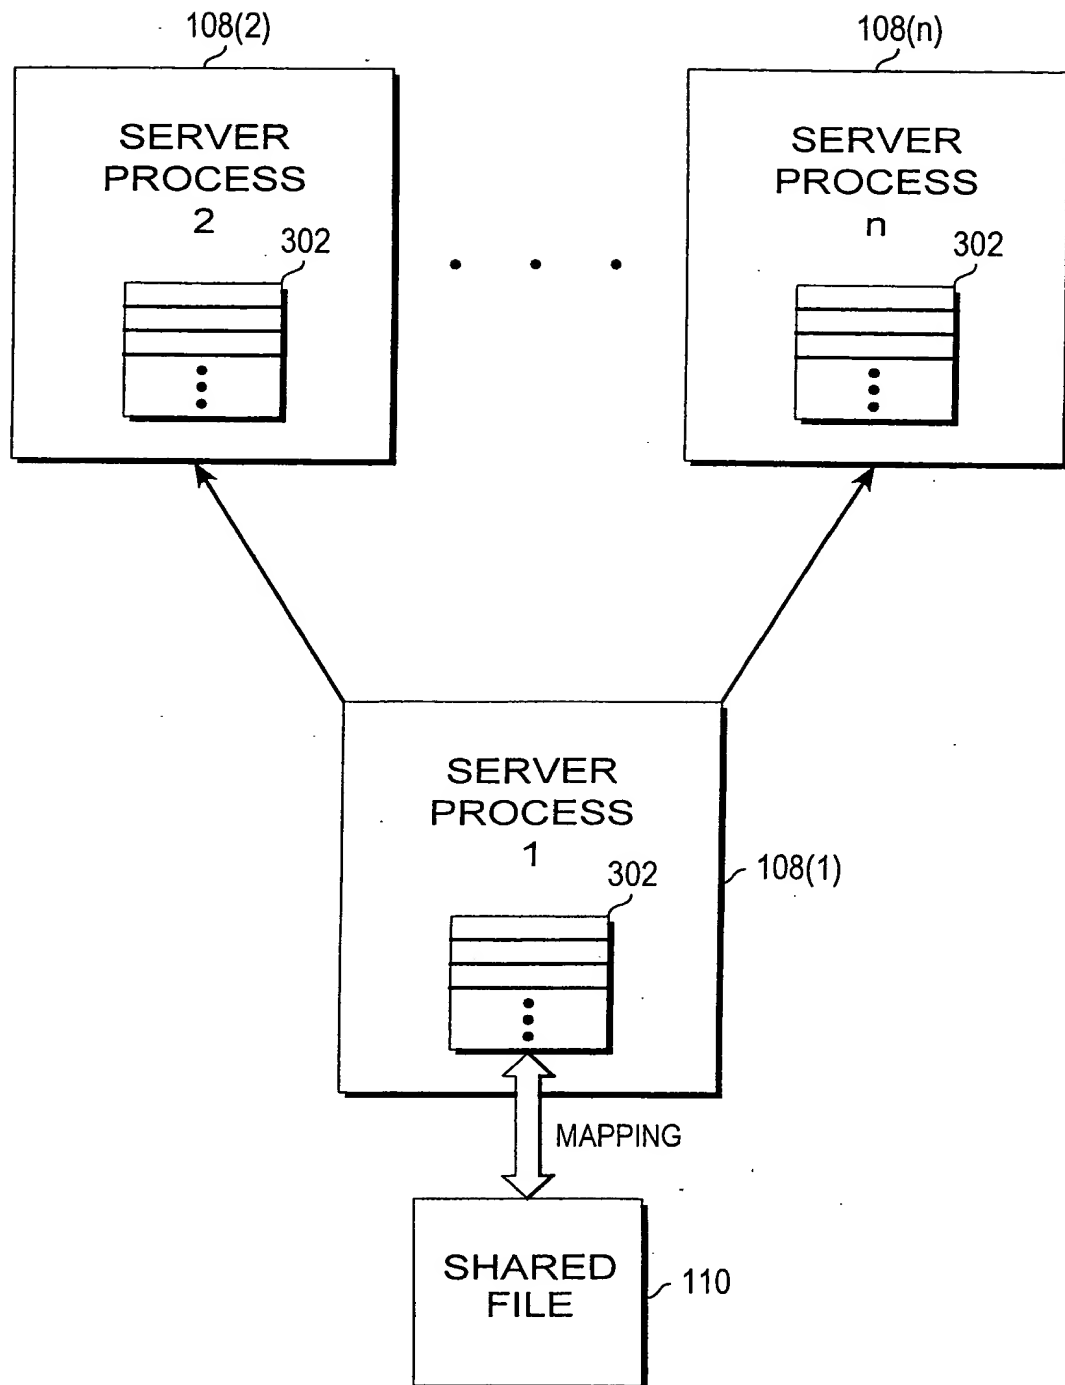 108(2)
108(n)
SERVER
PROCESS
2
302
SERVER
PROCESS
n
302
SERVER
PROCESS
1
302
108(1)
MAPPING
SHARED
FILE
110